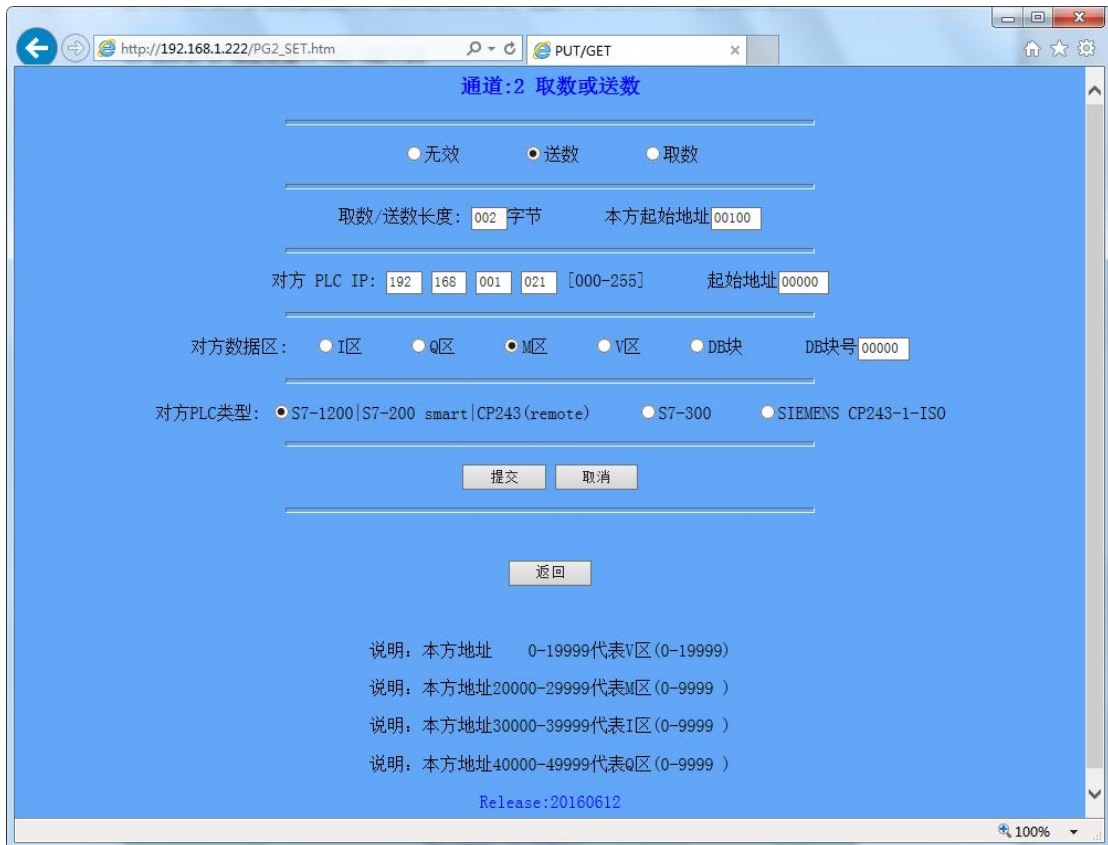 http://192.168.1.222/PG2_SET.htm PUT/GET
通道:2 取数或送数
无效 送数 取数
取数/送数长度: 002 字节 本方起始地址 00100
对方 PLC IP: 192 168 001 021 [000-255] 起始地址 00000
对方数据区: I区 Q区 M区 V区 DB块 DB块号 00000
对方PLC类型: S7-1200|S7-200 smart|CP243(remote) S7-300 SIEMENS CP243-1-ISO
提交 取消
返回
说明: 本方地址 0-19999代表V区(0-19999)
说明: 本方地址20000-29999代表M区(0-9999 )
说明: 本方地址30000-39999代表I区(0-9999 )
说明: 本方地址40000-49999代表Q区(0-9999 )
Release:20160612
100%